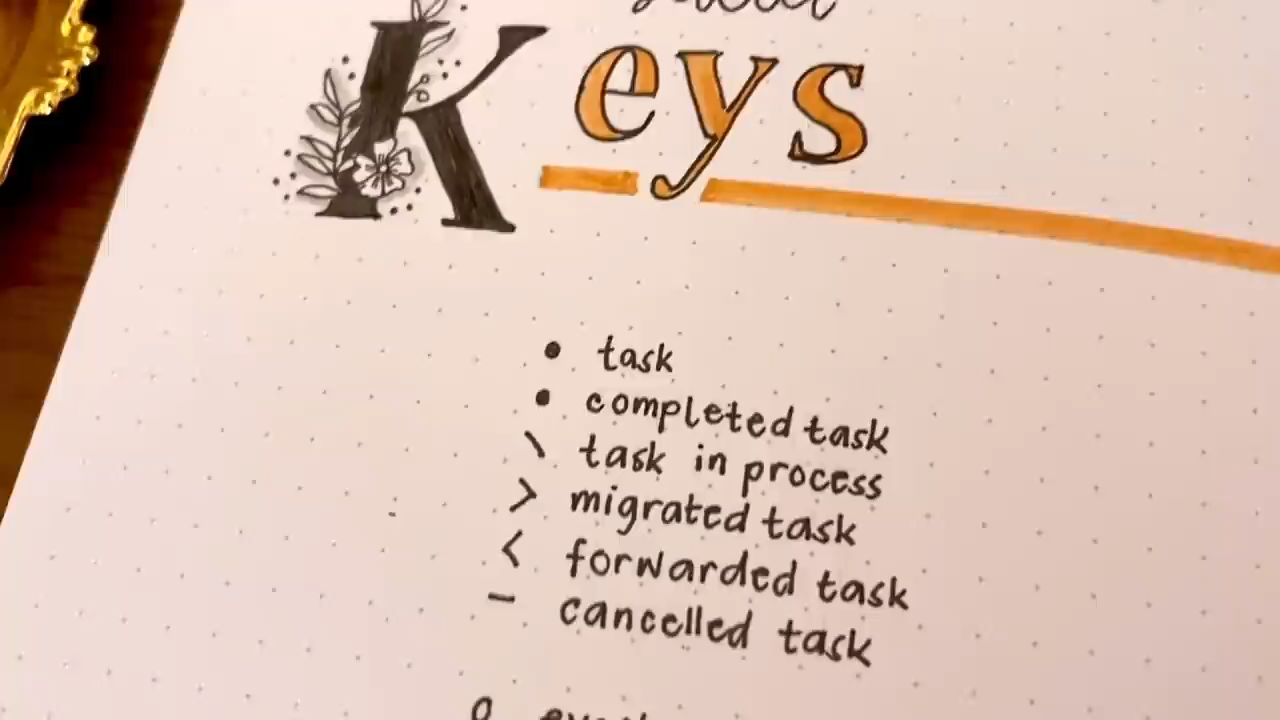 Keys
• task
• completed task
\ task in process
> migrated task
< forwarded task
− cancelled task